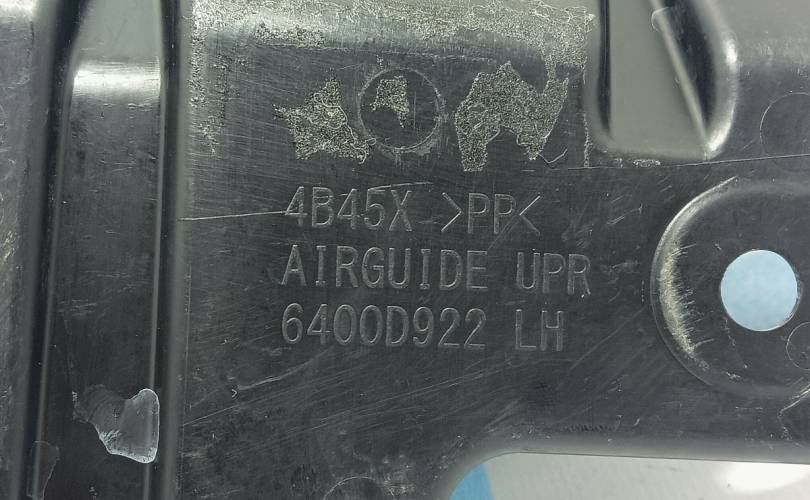 4B45X >PP<
AIRGUIDE UPR
6400D922 LH